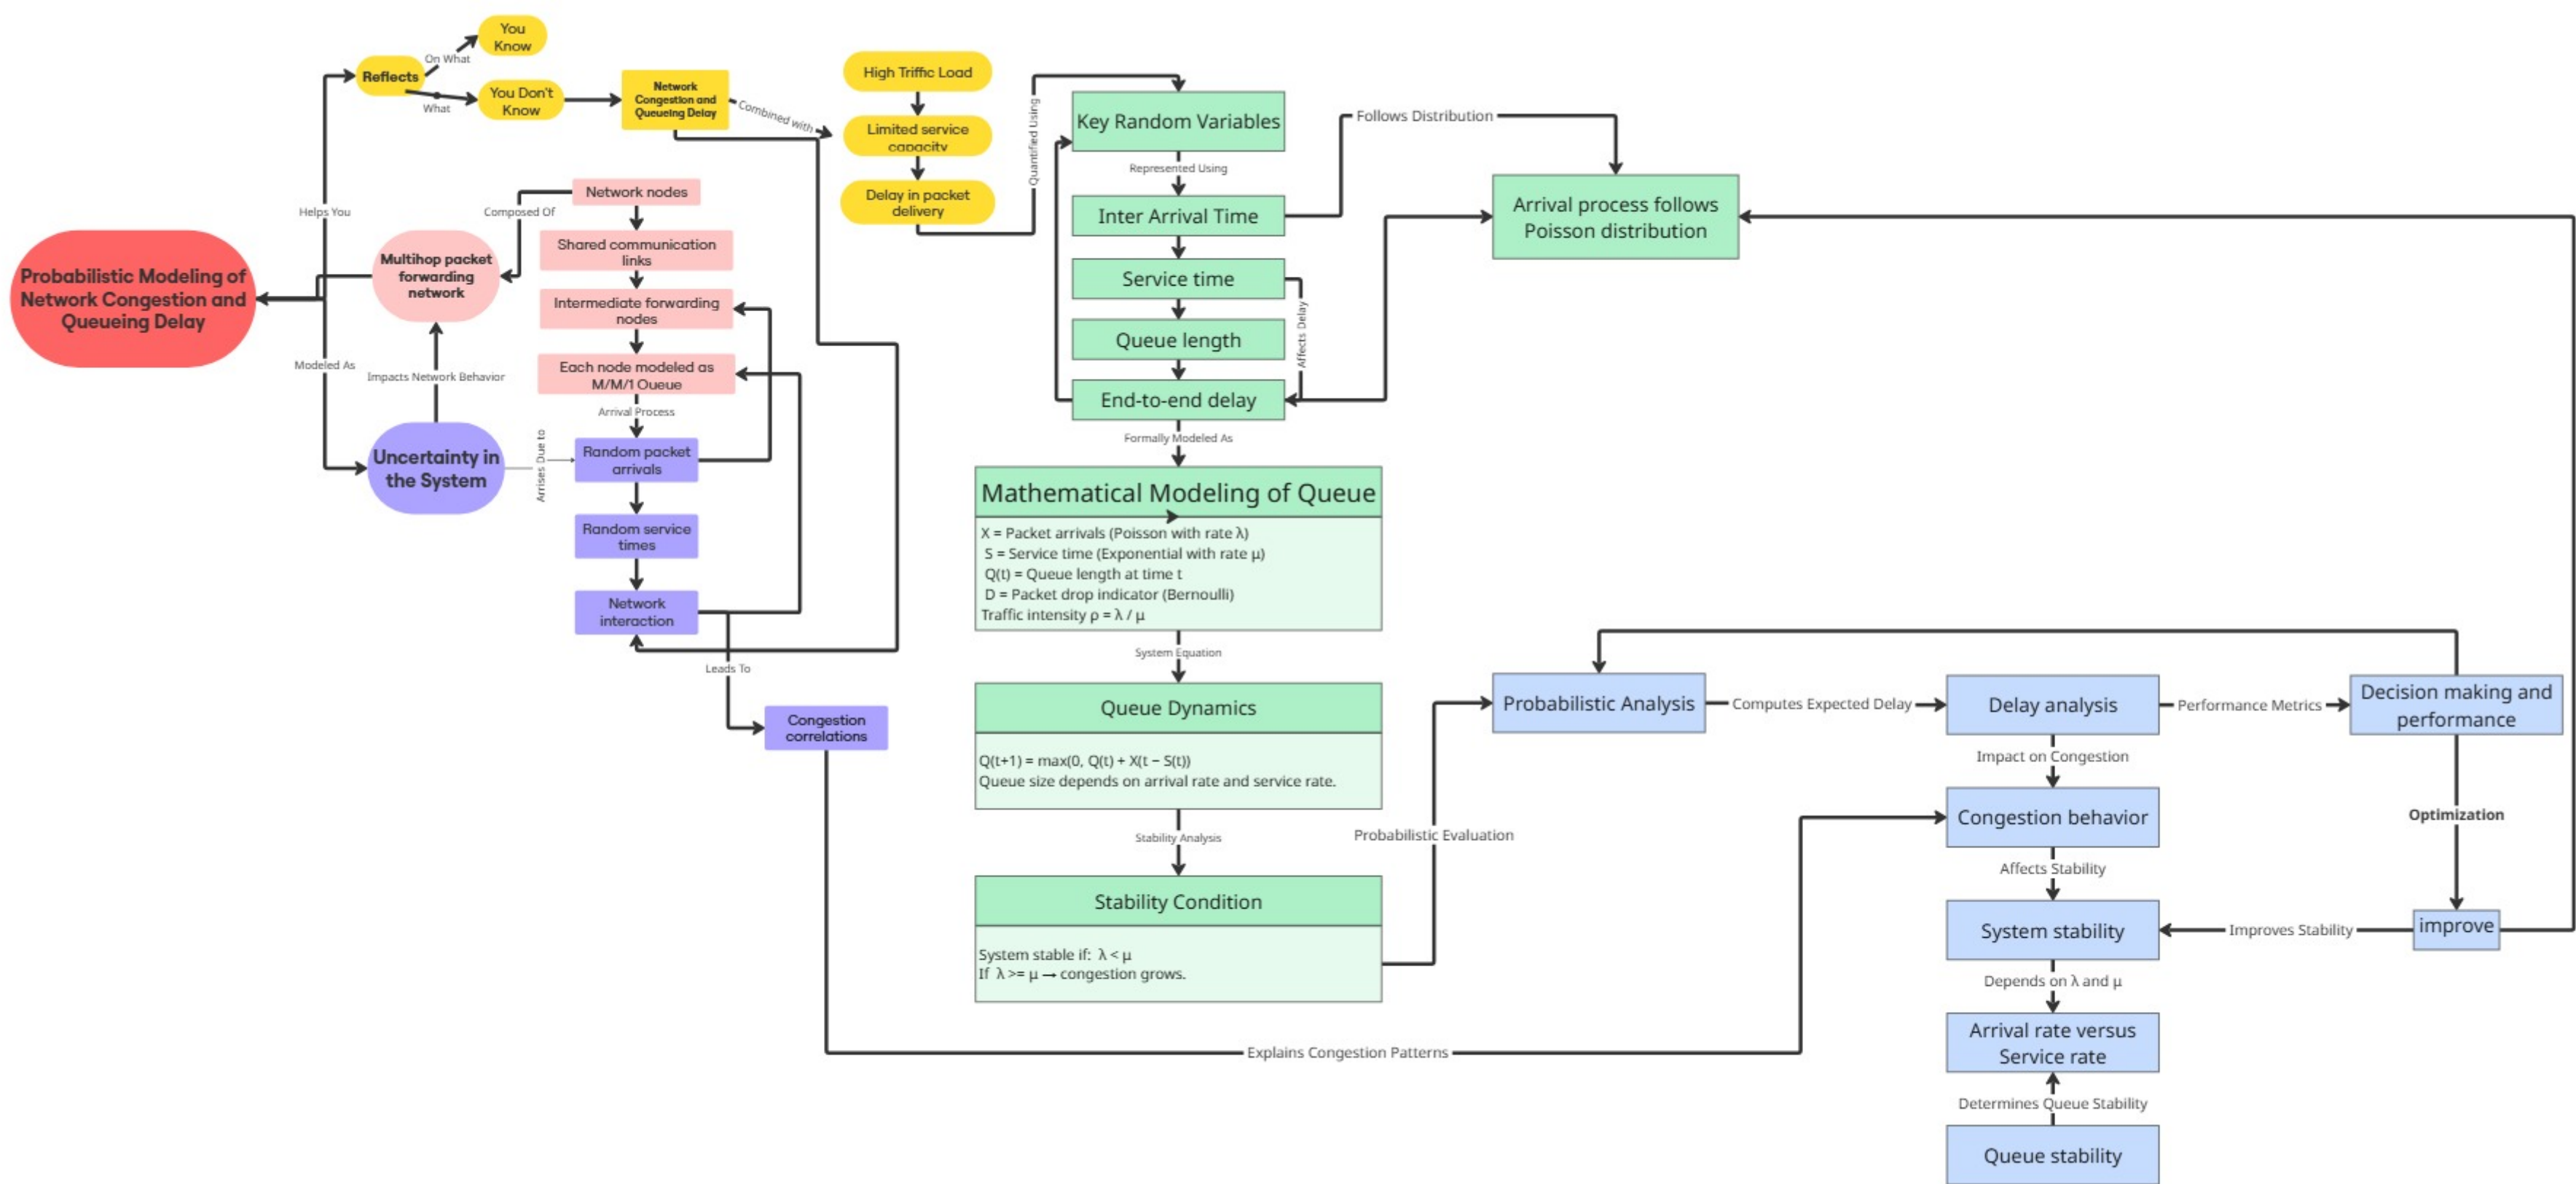 You
Know
On What
Reflects
What
You Don't
Know
Network
Congestion and
Queueing Delay
Combined with
High Triffic Load
Limited service
capacity
Delay in packet
delivery
Helps You
Probabilistic Modeling of
Network Congestion and
Queueing Delay
Modeled As
Composed Of
Multihop packet
forwarding
network
Impacts Network Behavior
Uncertainty in
the System
Arrises Due to
Network nodes
Shared communication
links
Intermediate forwarding
nodes
Each node modeled as
M/M/1 Queue
Arrival Process
Random packet
arrivals
Random service
times
Network
interaction
Leads To
Congestion
correlations
Explains Congestion Patterns
Quantified Using
Key Random Variables
Represented Using
Inter Arrival Time
Service time
Queue length
End-to-end delay
Affects Delay
Follows Distribution
Arrival process follows
Poisson distribution
Formally Modeled As
Mathematical Modeling of Queue
X = Packet arrivals (Poisson with rate λ)
S = Service time (Exponential with rate μ)
Q(t) = Queue length at time t
D = Packet drop indicator (Bernoulli)
Traffic intensity ρ = λ / μ
System Equation
Queue Dynamics
Q(t+1) = max(0, Q(t) + X(t − S(t))
Queue size depends on arrival rate and service rate.
Stability Analysis
Stability Condition
System stable if: λ < μ
If λ >= μ → congestion grows.
Probabilistic Evaluation
Probabilistic Analysis
Computes Expected Delay
Delay analysis
Performance Metrics
Decision making and
performance
Impact on Congestion
Congestion behavior
Optimization
Affects Stability
System stability
Improves Stability
improve
Depends on λ and μ
Arrival rate versus
Service rate
Determines Queue Stability
Queue stability